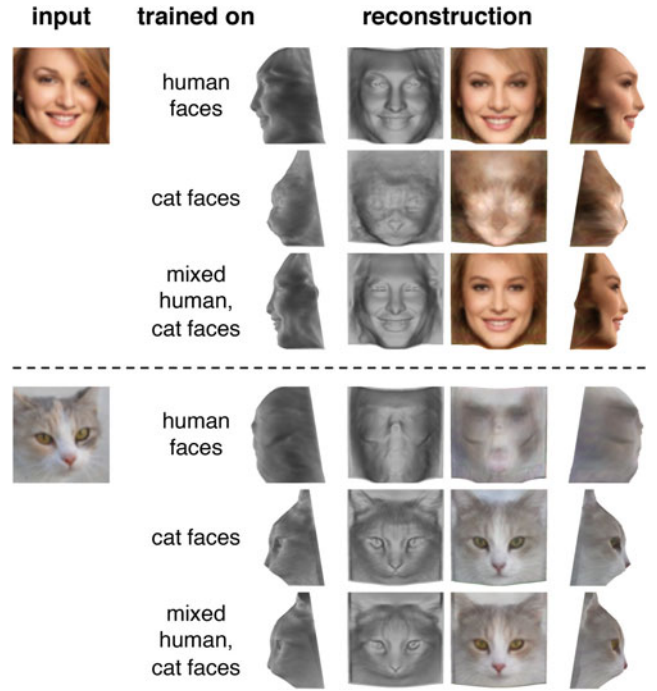 input trained on reconstruction
human
faces
cat faces
mixed
human,
cat faces
human
faces
cat faces
mixed
human,
cat faces